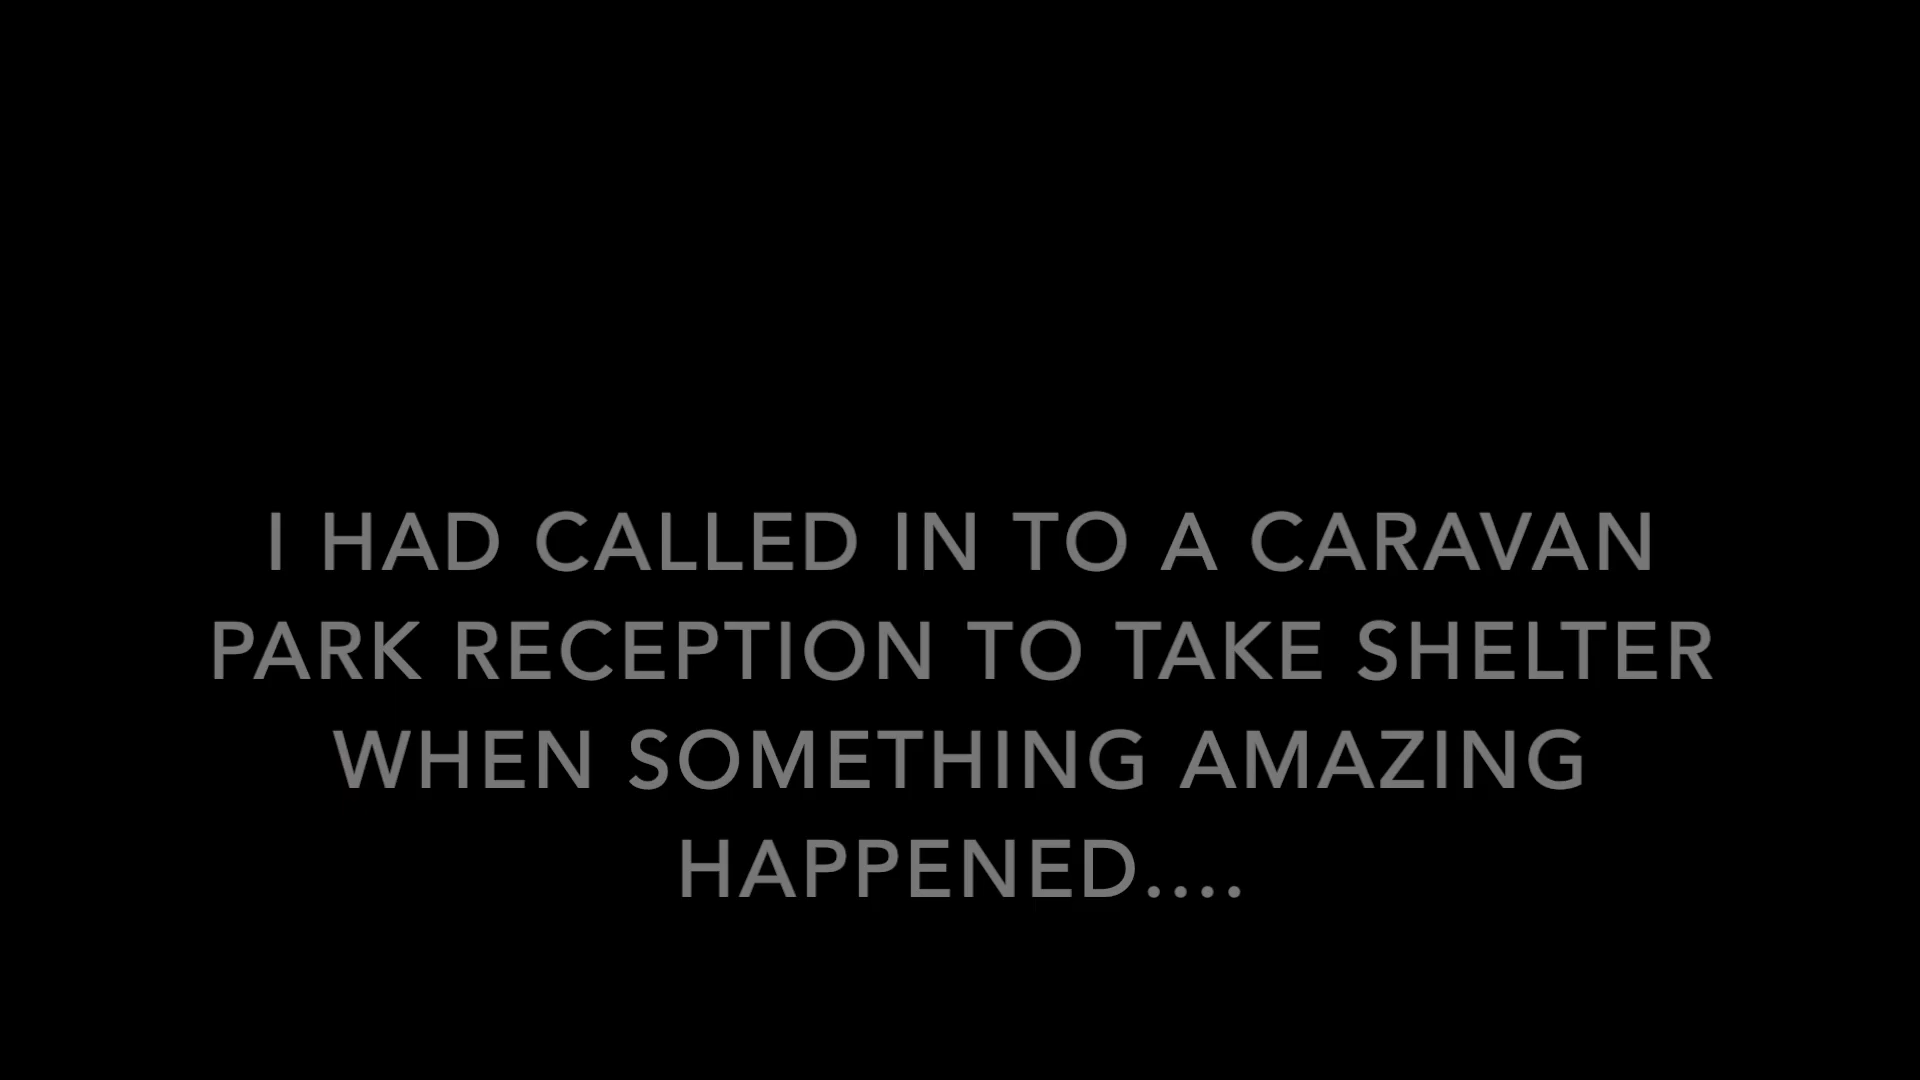 I HAD CALLED IN TO A CARAVAN
PARK RECEPTION TO TAKE SHELTER
WHEN SOMETHING AMAZING
HAPPENED....